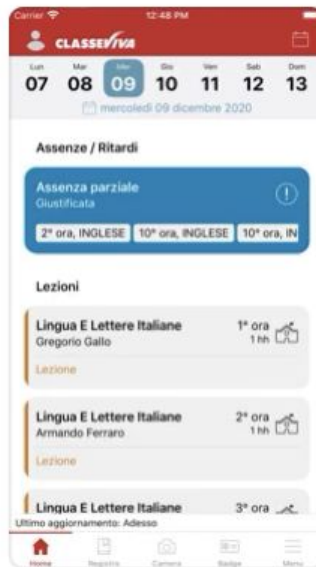 Carrier 12:48 PM
CLASSEVIVA
Lun Mar Mer Gio Ven Sab Dom
07 08 09 10 11 12 13
mercoledì 09 dicembre 2020
Assenze / Ritardi
Assenza parziale
Giustificata
2° ora, INGLESE 10° ora, INGLESE 10° ora, IN
Lezioni
Lingua E Lettere Italiane 1° ora
Gregorio Gallo 1 hh
Lezione
Lingua E Lettere Italiane 2° ora
Armando Ferraro 1 hh
Lezione
Lingua E Lettere Italiane 3° ora
Ultimo aggiornamento: Adesso
Home Registro Camera Badge Menu